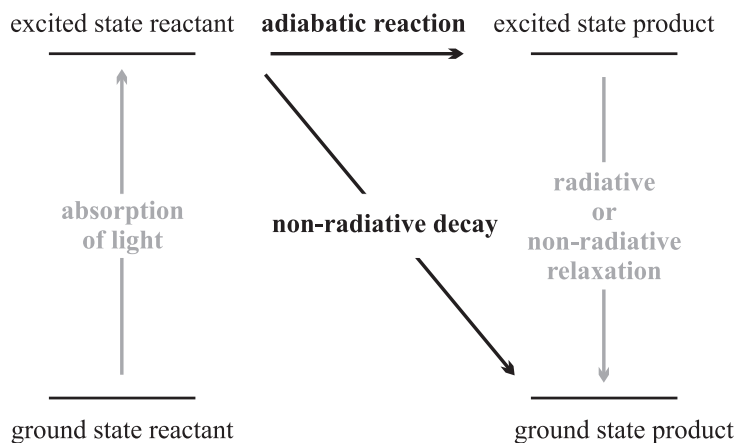 excited state reactant
adiabatic reaction
excited state product
absorption
of light
non-radiative decay
radiative
or
non-radiative
relaxation
ground state reactant
ground state product